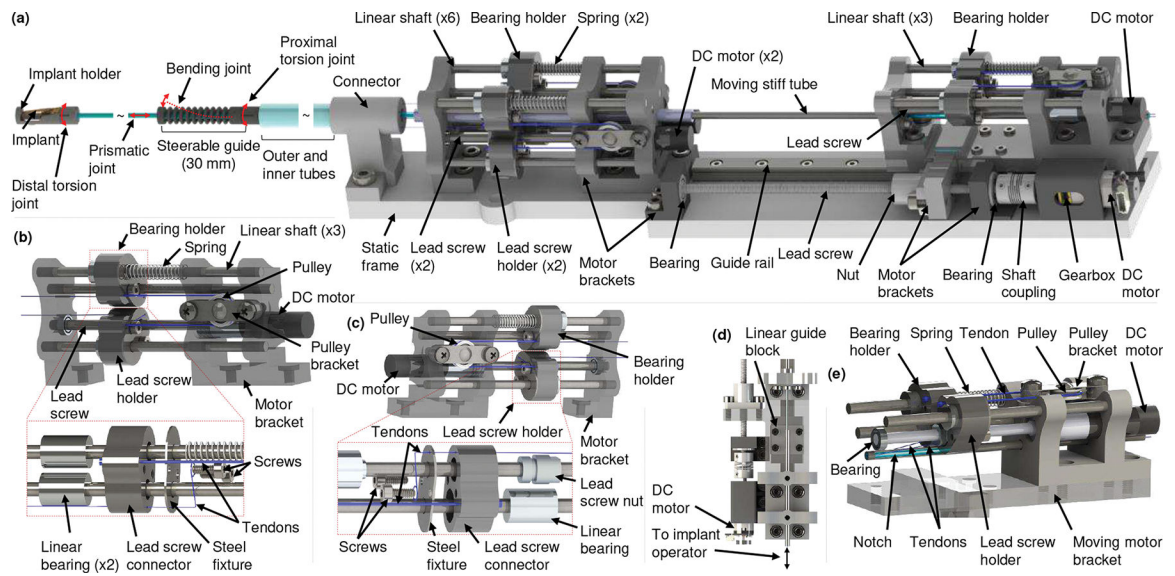 (a)
Linear shaft (x6)
Bearing holder
Spring (x2)
Linear shaft (x3)
Bearing holder
DC motor
Implant holder
Bending joint
Proximal
torsion joint
Connector
DC motor (x2)
Moving stiff tube
Implant
Prismatic
joint
~
Steerable guide
(30 mm)
~
Outer and
inner tubes
Distal torsion
joint
Lead screw
Static
frame
Lead screw
(x2)
Lead screw
holder (x2)
Motor
brackets
Bearing
Guide rail
Lead screw
Nut
Motor
brackets
Bearing
Shaft
coupling
Gearbox
DC
motor
(b)
Bearing holder
Spring
Linear shaft (x3)
Pulley
DC motor
Pulley
bracket
Lead
screw
Lead screw
holder
Motor
bracket
Screws
Tendons
Linear
bearing (x2)
Lead screw
connector
Steel
fixture
(c)
Pulley
DC motor
Bearing
holder
Lead screw holder
Motor
bracket
Tendons
Lead
screw nut
Linear
bearing
Screws
Steel
fixture
Lead screw
connector
(d)
Linear guide
block
DC
motor
To implant
operator
(e)
Bearing
holder
Spring
Tendon
Pulley
Pulley
bracket
DC
motor
Bearing
Notch
Tendons
Lead screw
holder
Moving motor
bracket